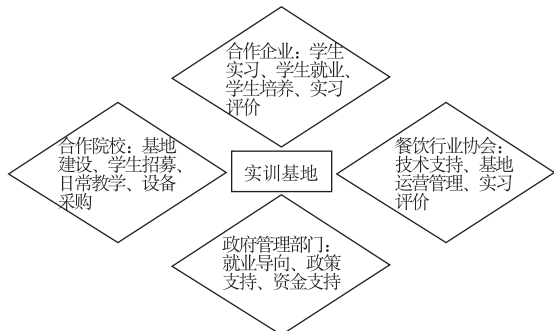 合作企业：学生
实习、学生就业、
学生培养、实习
评价
合作院校：基地
建设、学生招募、
日常教学、设备
采购
实训基地
餐饮行业协会：
技术支持、基地
运营管理、实习
评价
政府管理部门：
就业导向、政策
支持、资金支持